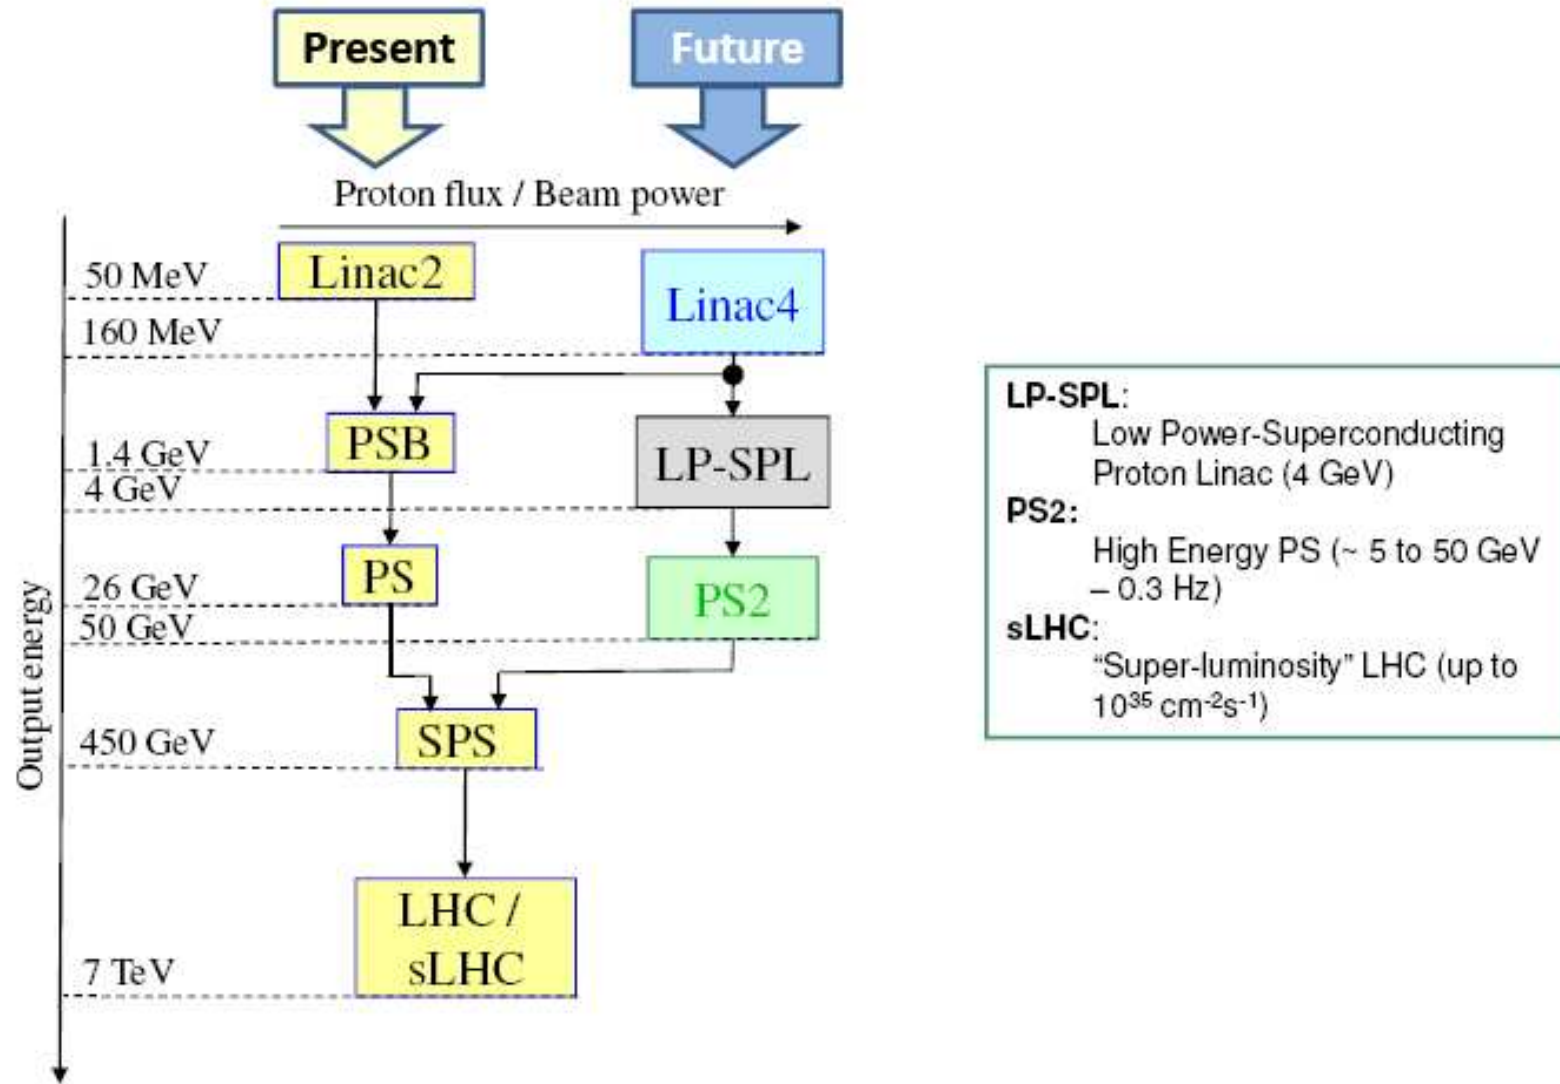 Present
Future
Proton flux / Beam power
50 MeV
Linac2
160 MeV
Linac4
PSB
1.4 GeV
LP-SPL
4 GeV
PS
26 GeV
PS2
50 GeV
SPS
450 GeV
LHC /
sLHC
7 TeV
Output energy
LP-SPL:
Low Power-Superconducting
Proton Linac (4 GeV)
PS2:
High Energy PS (~ 5 to 50 GeV
– 0.3 Hz)
sLHC:
“Super-luminosity” LHC (up to
10³⁵ cm⁻²s⁻¹)